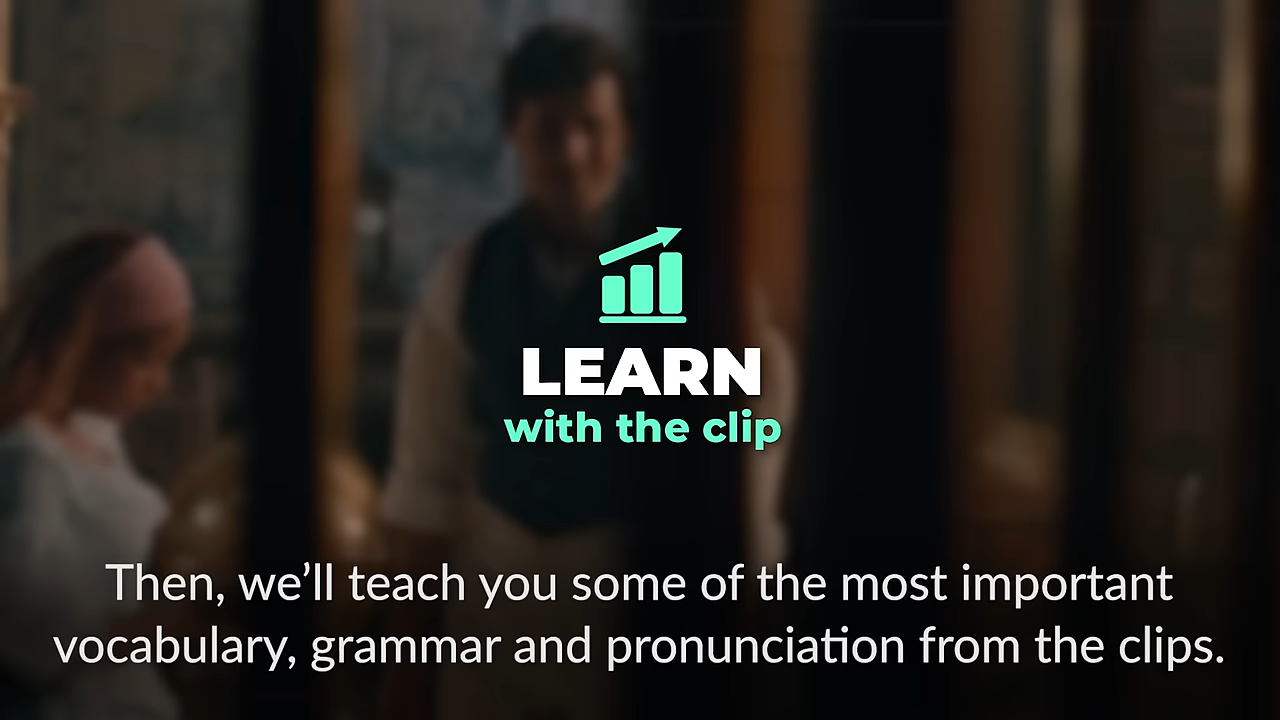 LEARN
with the clip
Then, we’ll teach you some of the most important
vocabulary, grammar and pronunciation from the clips.